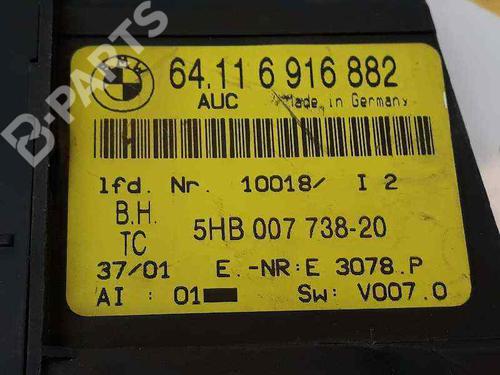 B-PARTS
BMW
64.11 6 916 882
AUC Made in Germany
lfd. Nr. 10018/ I 2
B.H. TC 5HB 007 738-20
37/01 E.-NR:E 3078.P
AI : 01 Sw: V007.0